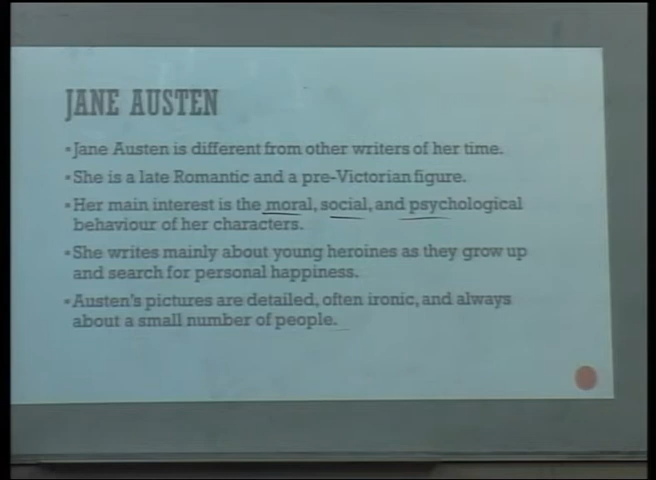 JANE AUSTEN
▪Jane Austen is different from other writers of her time.
▪She is a late Romantic and a pre-Victorian figure.
▪Her main interest is the moral, social, and psychological
behaviour of her characters.
▪She writes mainly about young heroines as they grow up
and search for personal happiness.
▪Austen's pictures are detailed, often ironic, and always
about a small number of people.